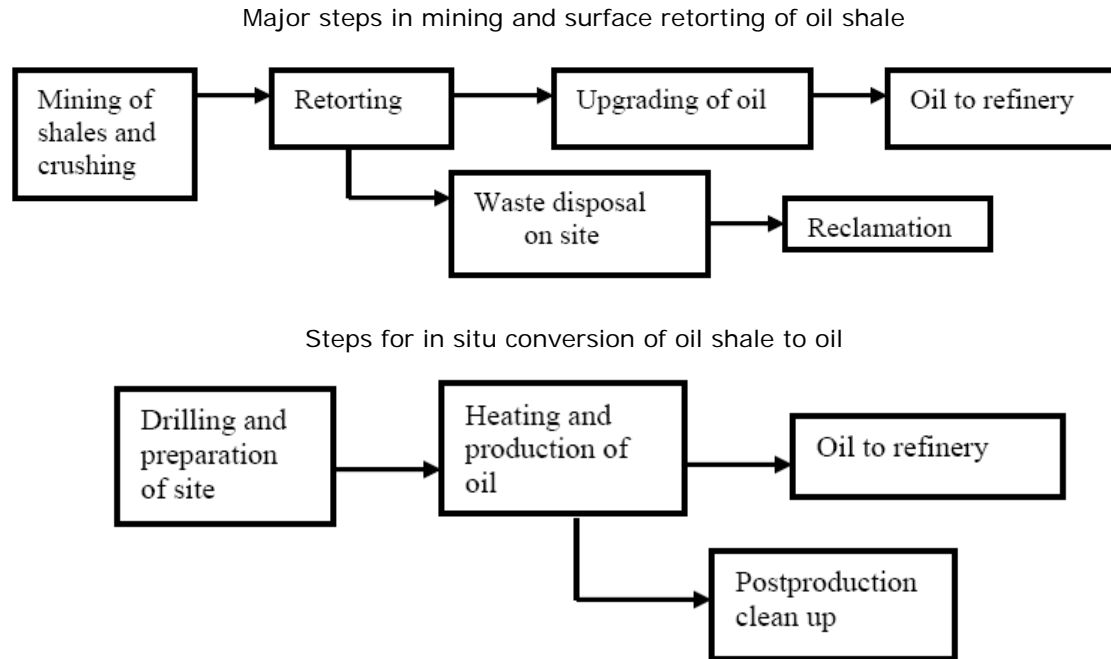 Major steps in mining and surface retorting of oil shale
Mining of
shales and
crushing
Retorting
Upgrading of oil
Oil to refinery
Waste disposal
on site
Reclamation
Steps for in situ conversion of oil shale to oil
Drilling and
preparation
of site
Heating and
production of
oil
Oil to refinery
Postproduction
clean up